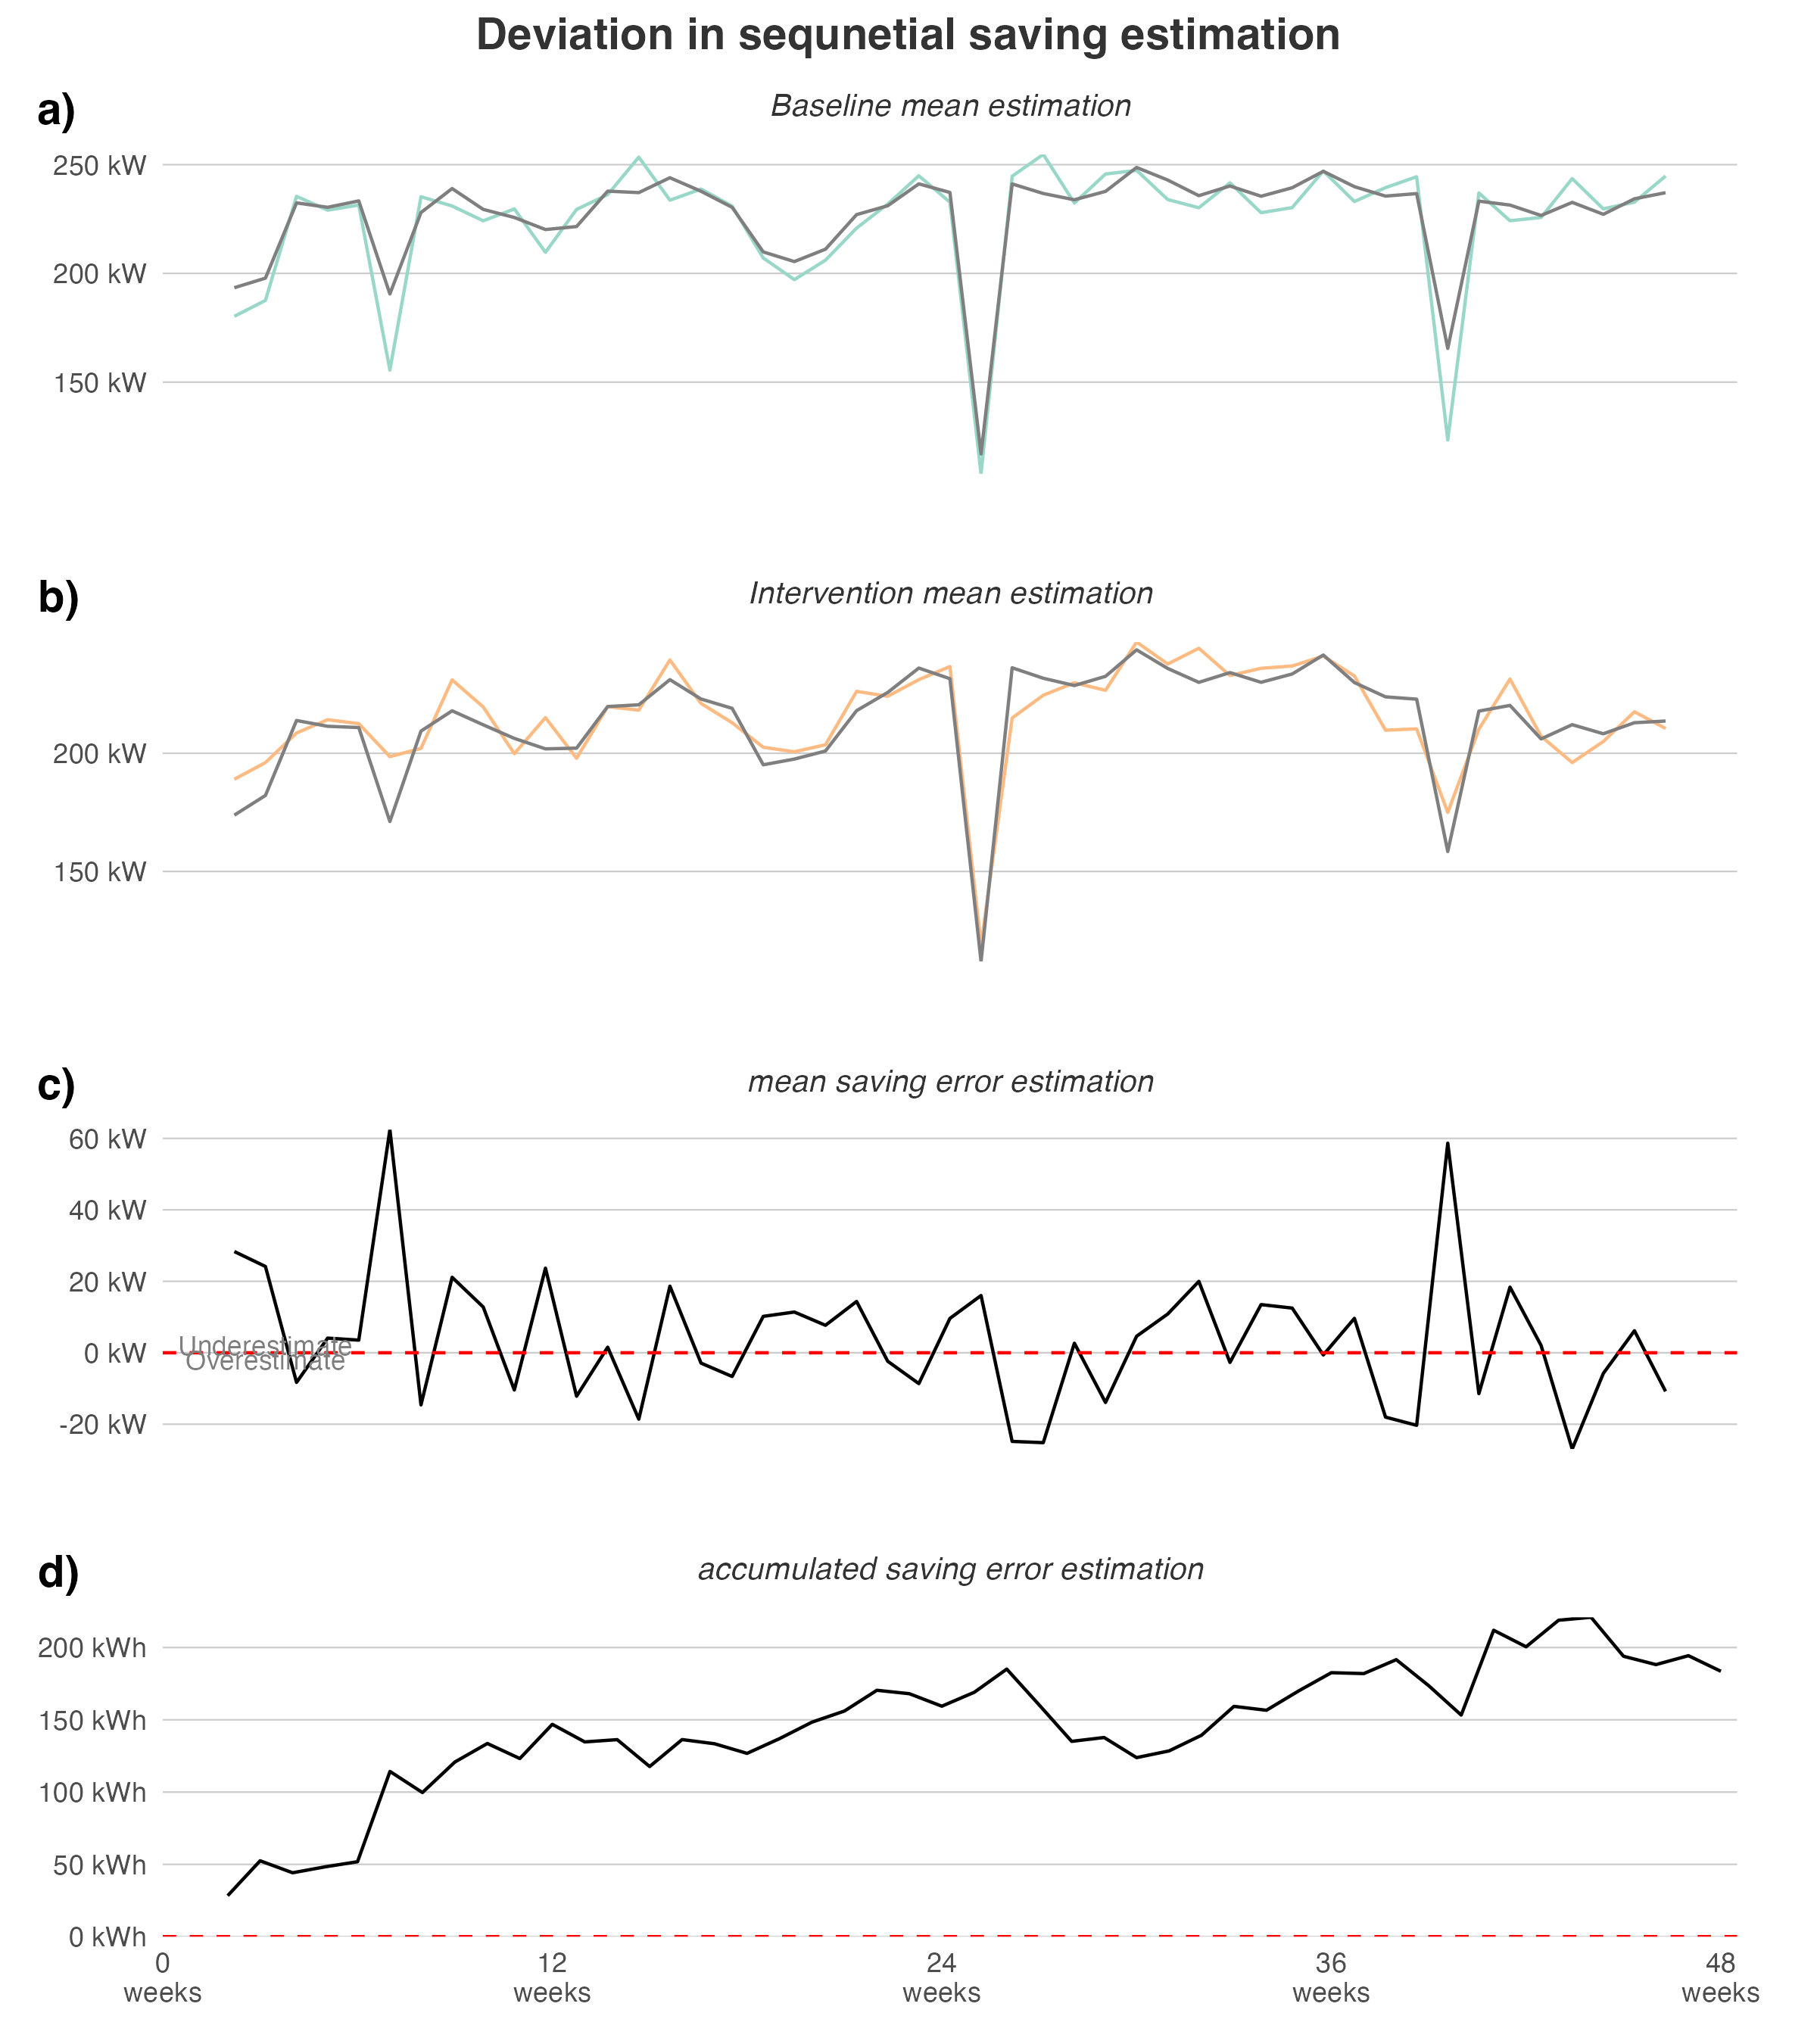 Deviation in sequnetial saving estimation
a)
Baseline mean estimation
250 kW
200 kW
150 kW
b)
Intervention mean estimation
200 kW
150 kW
c)
mean saving error estimation
60 kW
40 kW
20 kW
Underestimate
0 kW
Overestimate
-20 kW
d)
accumulated saving error estimation
200 kWh
150 kWh
100 kWh
50 kWh
0 kWh
0 12 24 36 48
weeks weeks weeks weeks weeks